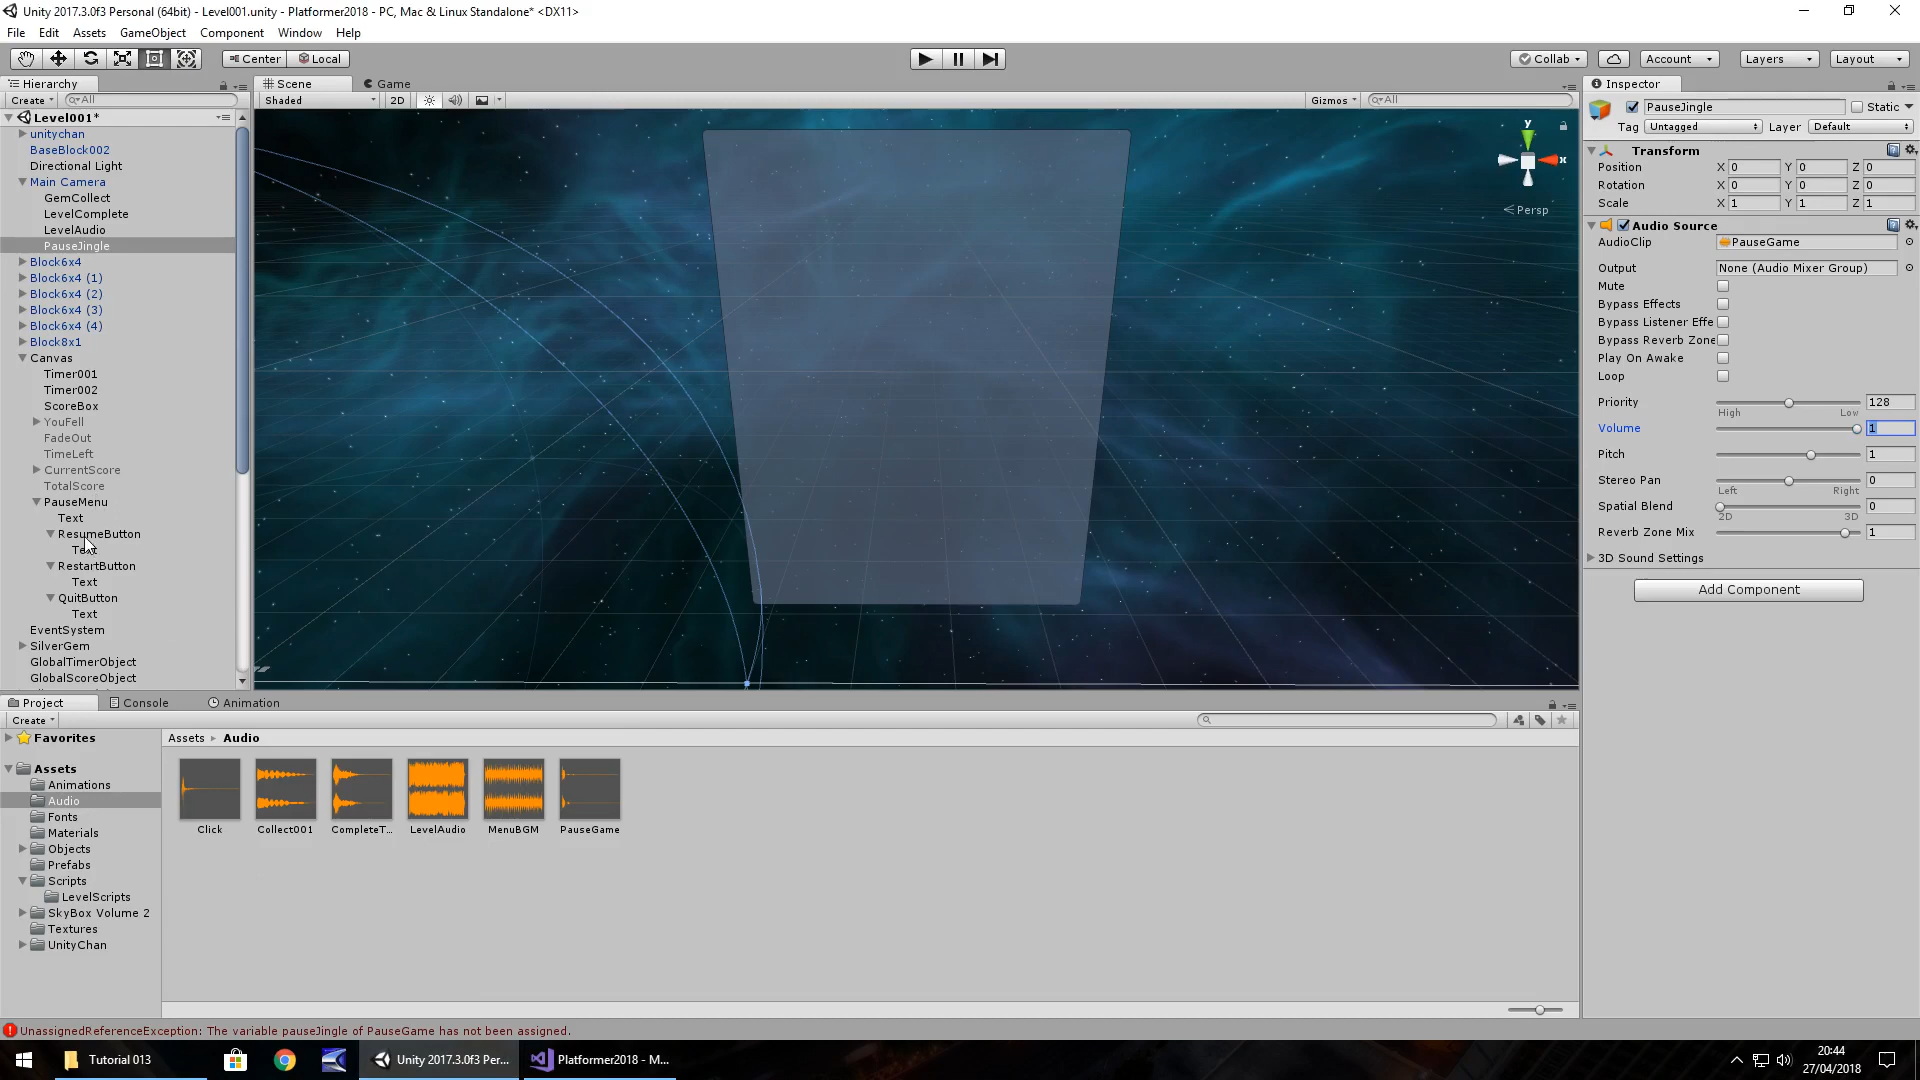 Unity 2017.3.0f3 Personal (64bit) - Level001.unity - Platformer2018 - PC, Mac & Linux Standalone* <DX11>
File Edit Assets GameObject Component Window Help
Center Local Collab Account Layers Layout
Hierarchy
Create All
Level001*
unitychan
BaseBlock002
Directional Light
Main Camera
GemCollect
LevelComplete
LevelAudio
PauseJingle
Block6x4
Block6x4 (1)
Block6x4 (2)
Block6x4 (3)
Block6x4 (4)
Block8x1
Canvas
Timer001
Timer002
ScoreBox
YouFell
FadeOut
TimeLeft
CurrentScore
TotalScore
PauseMenu
Text
ResumeButton
Text
RestartButton
Text
QuitButton
Text
EventSystem
SilverGem
GlobalTimerObject
GlobalScoreObject
Scene Game
Shaded 2D Gizmos All
y
x
Persp
Inspector
PauseJingle Static
Tag Untagged Layer Default
Transform
Position X 0 Y 0 Z 0
Rotation X 0 Y 0 Z 0
Scale X 1 Y 1 Z 1
Audio Source
AudioClip PauseGame
Output None (Audio Mixer Group)
Mute
Bypass Effects
Bypass Listener Effe
Bypass Reverb Zone
Play On Awake
Loop
Priority 128
High Low
Volume 1
Pitch 1
Stereo Pan 0
Left Right
Spatial Blend 0
2D 3D
Reverb Zone Mix 1
3D Sound Settings
Add Component
Project Console Animation
Create
Favorites
Assets
Animations
Audio
Fonts
Materials
Objects
Prefabs
Scripts
LevelScripts
SkyBox Volume 2
Textures
UnityChan
Assets Audio
Click Collect001 CompleteT... LevelAudio MenuBGM PauseGame
UnassignedReferenceException: The variable pauseJingle of PauseGame has not been assigned.
Tutorial 013 Unity 2017.3.0f3 Per... Platformer2018 - M...
20:44
27/04/2018